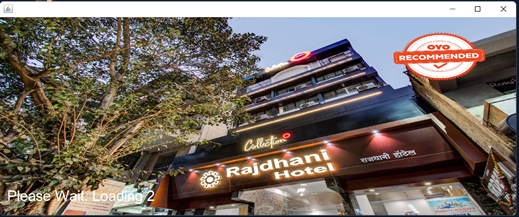 OYO
RECOMMENDED
Collection O
Rajdhani
Hotel
राजधानी हॉटेल
Please Wait. Loading 2